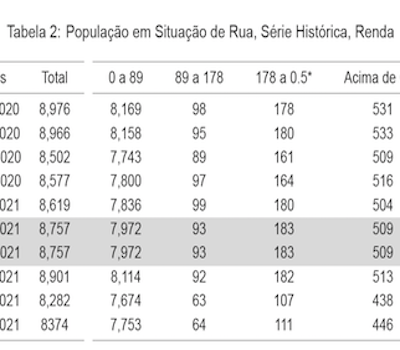 Tabela 2: População em Situação de Rua, Série Histórica, Renda
s Total 0 a 89 89 a 178 178 a 0.5* Acima de
020 8,976 8,169 98 178 531
020 8,966 8,158 95 180 533
020 8,502 7,743 89 161 509
020 8,577 7,800 97 164 516
021 8,619 7,836 99 180 504
021 8,757 7,972 93 183 509
021 8,757 7,972 93 183 509
021 8,901 8,114 92 182 513
021 8,282 7,674 63 107 438
021 8374 7,753 64 111 446